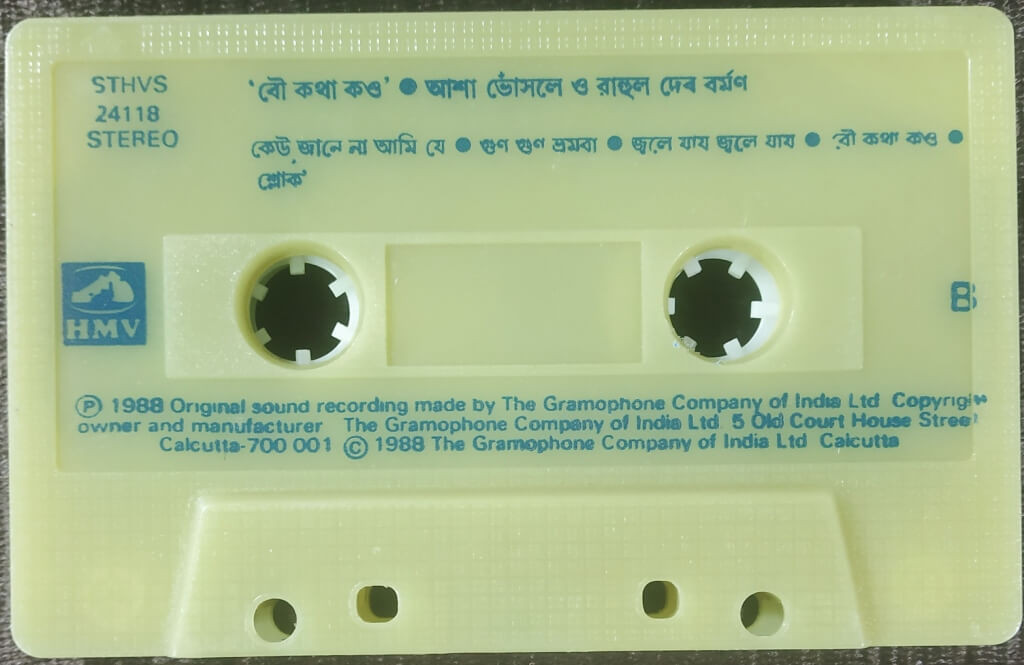 STHVS
24118
STEREO
'বৌ কথা কও' ● আশা ভোঁসলে ও রাহুল দেব বর্মণ
কেউ জানে না আমি যে ● গুণ গুণ ভ্রমরা ● জ্বলে যায় জ্বলে যায় ● 'বৌ কথা কও ●
শ্লোক'
HMV
B
Ⓟ 1988 Original sound recording made by The Gramophone Company of India Ltd Copyright
owner and manufacturer The Gramophone Company of India Ltd 5 Old Court House Street
Calcutta-700 001 © 1988 The Gramophone Company of India Ltd Calcutta